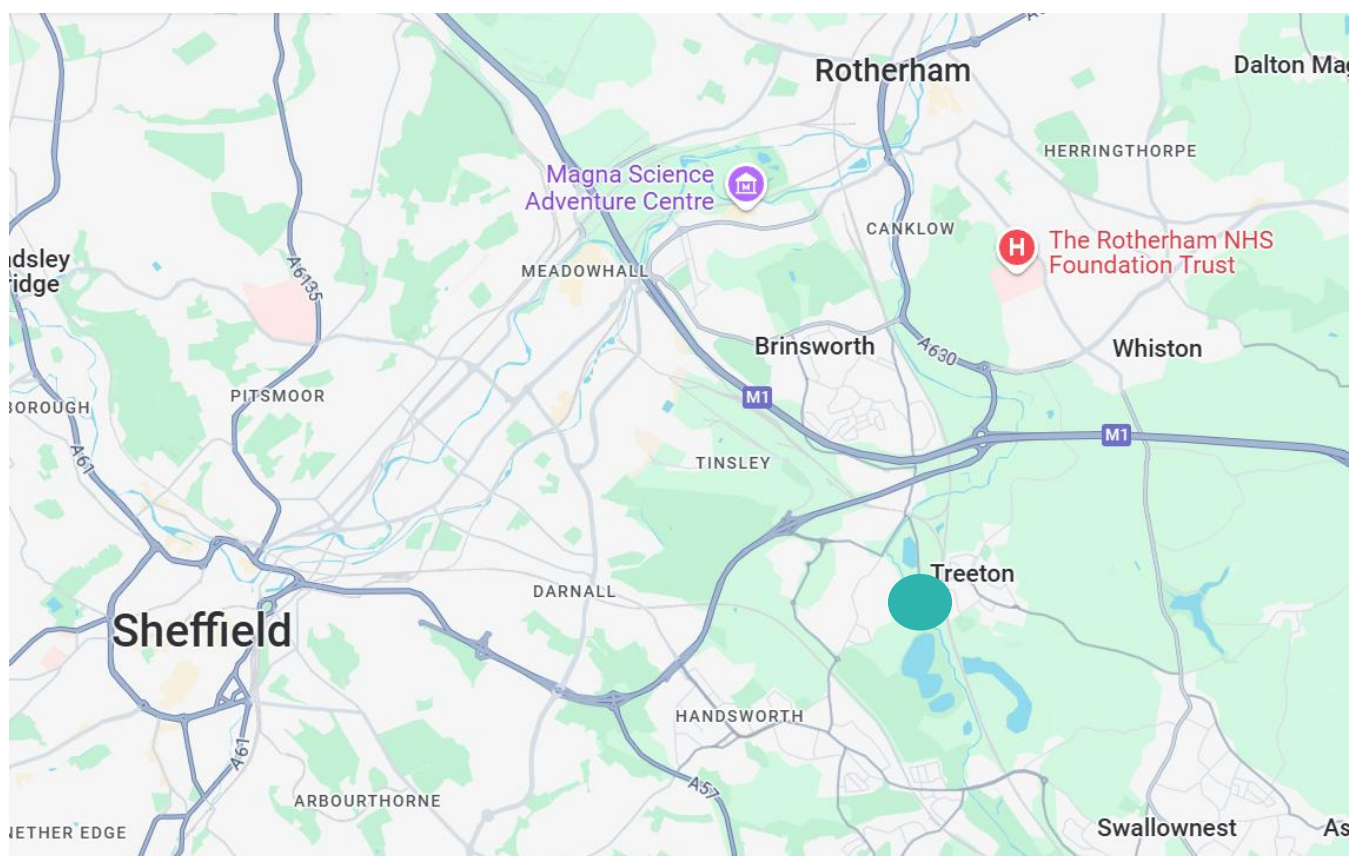 Rotherham
Dalton Mag
HERRINGTHORPE
Magna Science
Adventure Centre
M
CANKLOW
H
The Rotherham NHS
Foundation Trust
adsley
ridge
A6135
MEADOWHALL
Brinsworth
A630
Whiston
PITSMOOR
M1
BOROUGH
A61
M1
TINSLEY
Treeton
DARNALL
Sheffield
HANDSWORTH
A61
A57
ARBOURTHORNE
NETHER EDGE
Swallownest
As